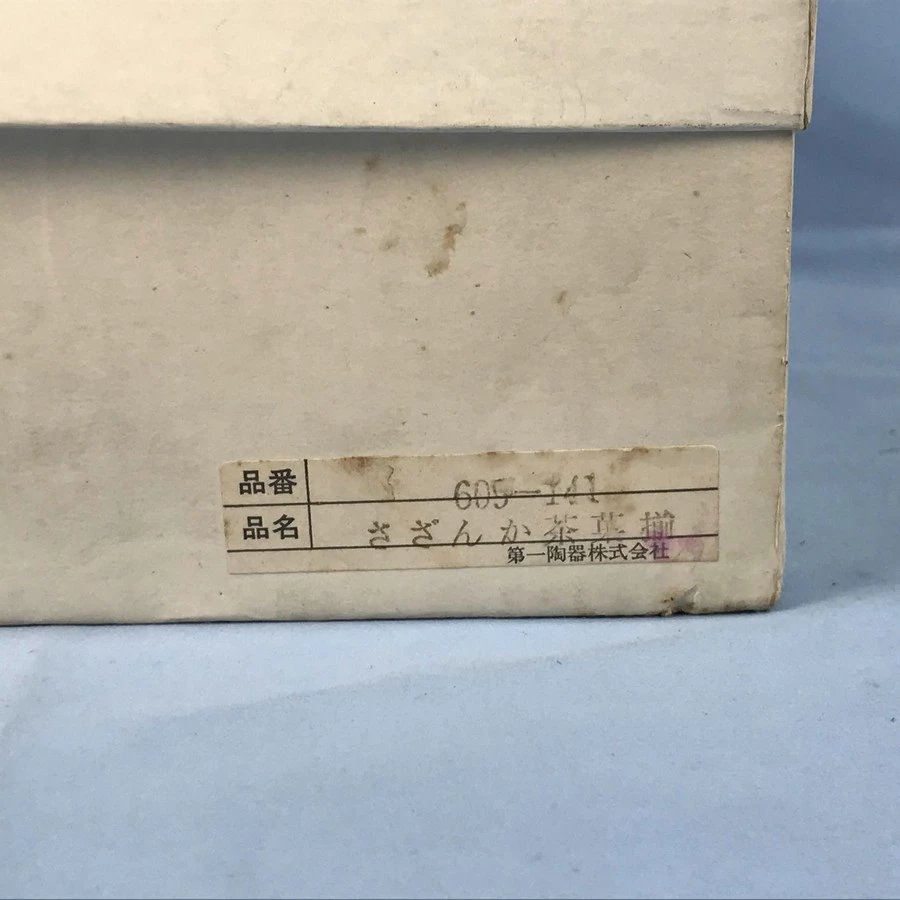 品番 605-141
品名 さざんか茶葉揃
第一陶器株式会社